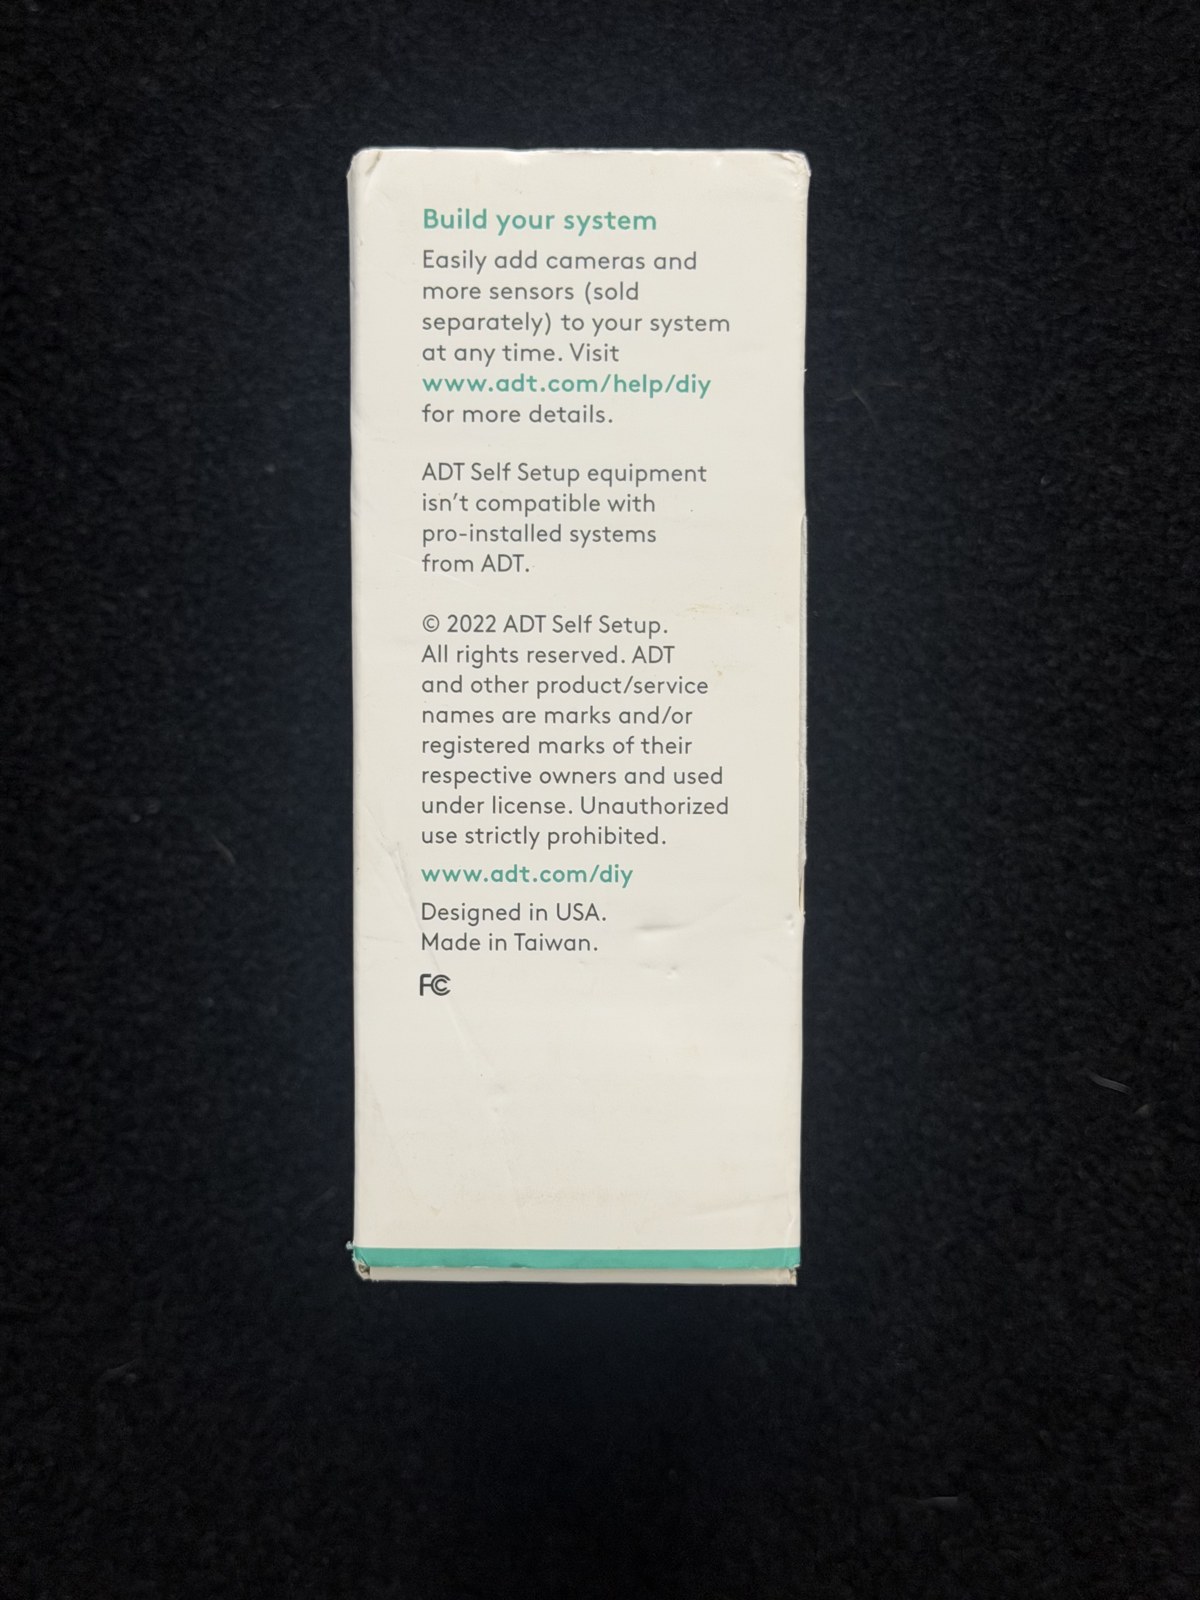 Build your system
Easily add cameras and
more sensors (sold
separately) to your system
at any time. Visit
www.adt.com/help/diy
for more details.
ADT Self Setup equipment
isn’t compatible with
pro-installed systems
from ADT.
© 2022 ADT Self Setup.
All rights reserved. ADT
and other product/service
names are marks and/or
registered marks of their
respective owners and used
under license. Unauthorized
use strictly prohibited.
www.adt.com/diy
Designed in USA.
Made in Taiwan.
FC